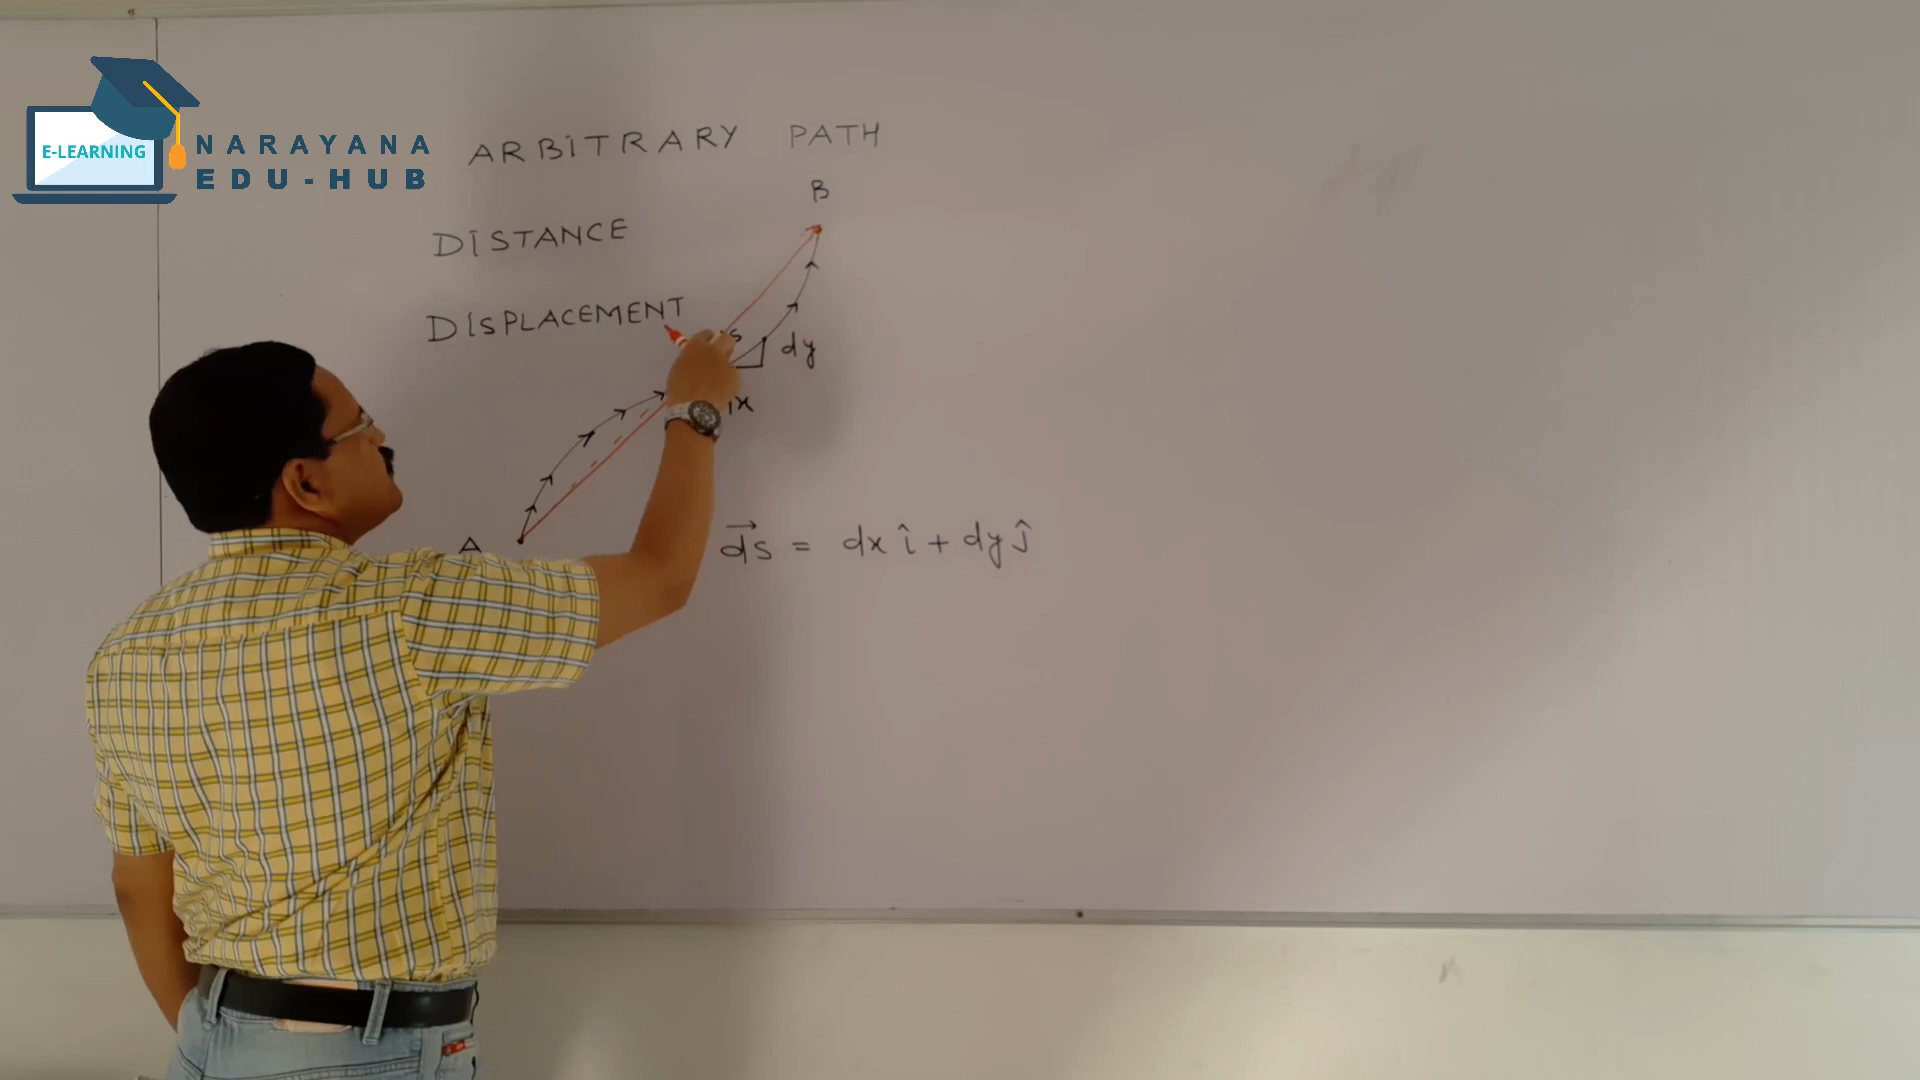 E-LEARNING
NARAYANA
EDU-HUB
ARBITRARY PATH
B
DISTANCE
DISPLACEMENT
dy
A
ds⃗ = dx î + dy ĵ